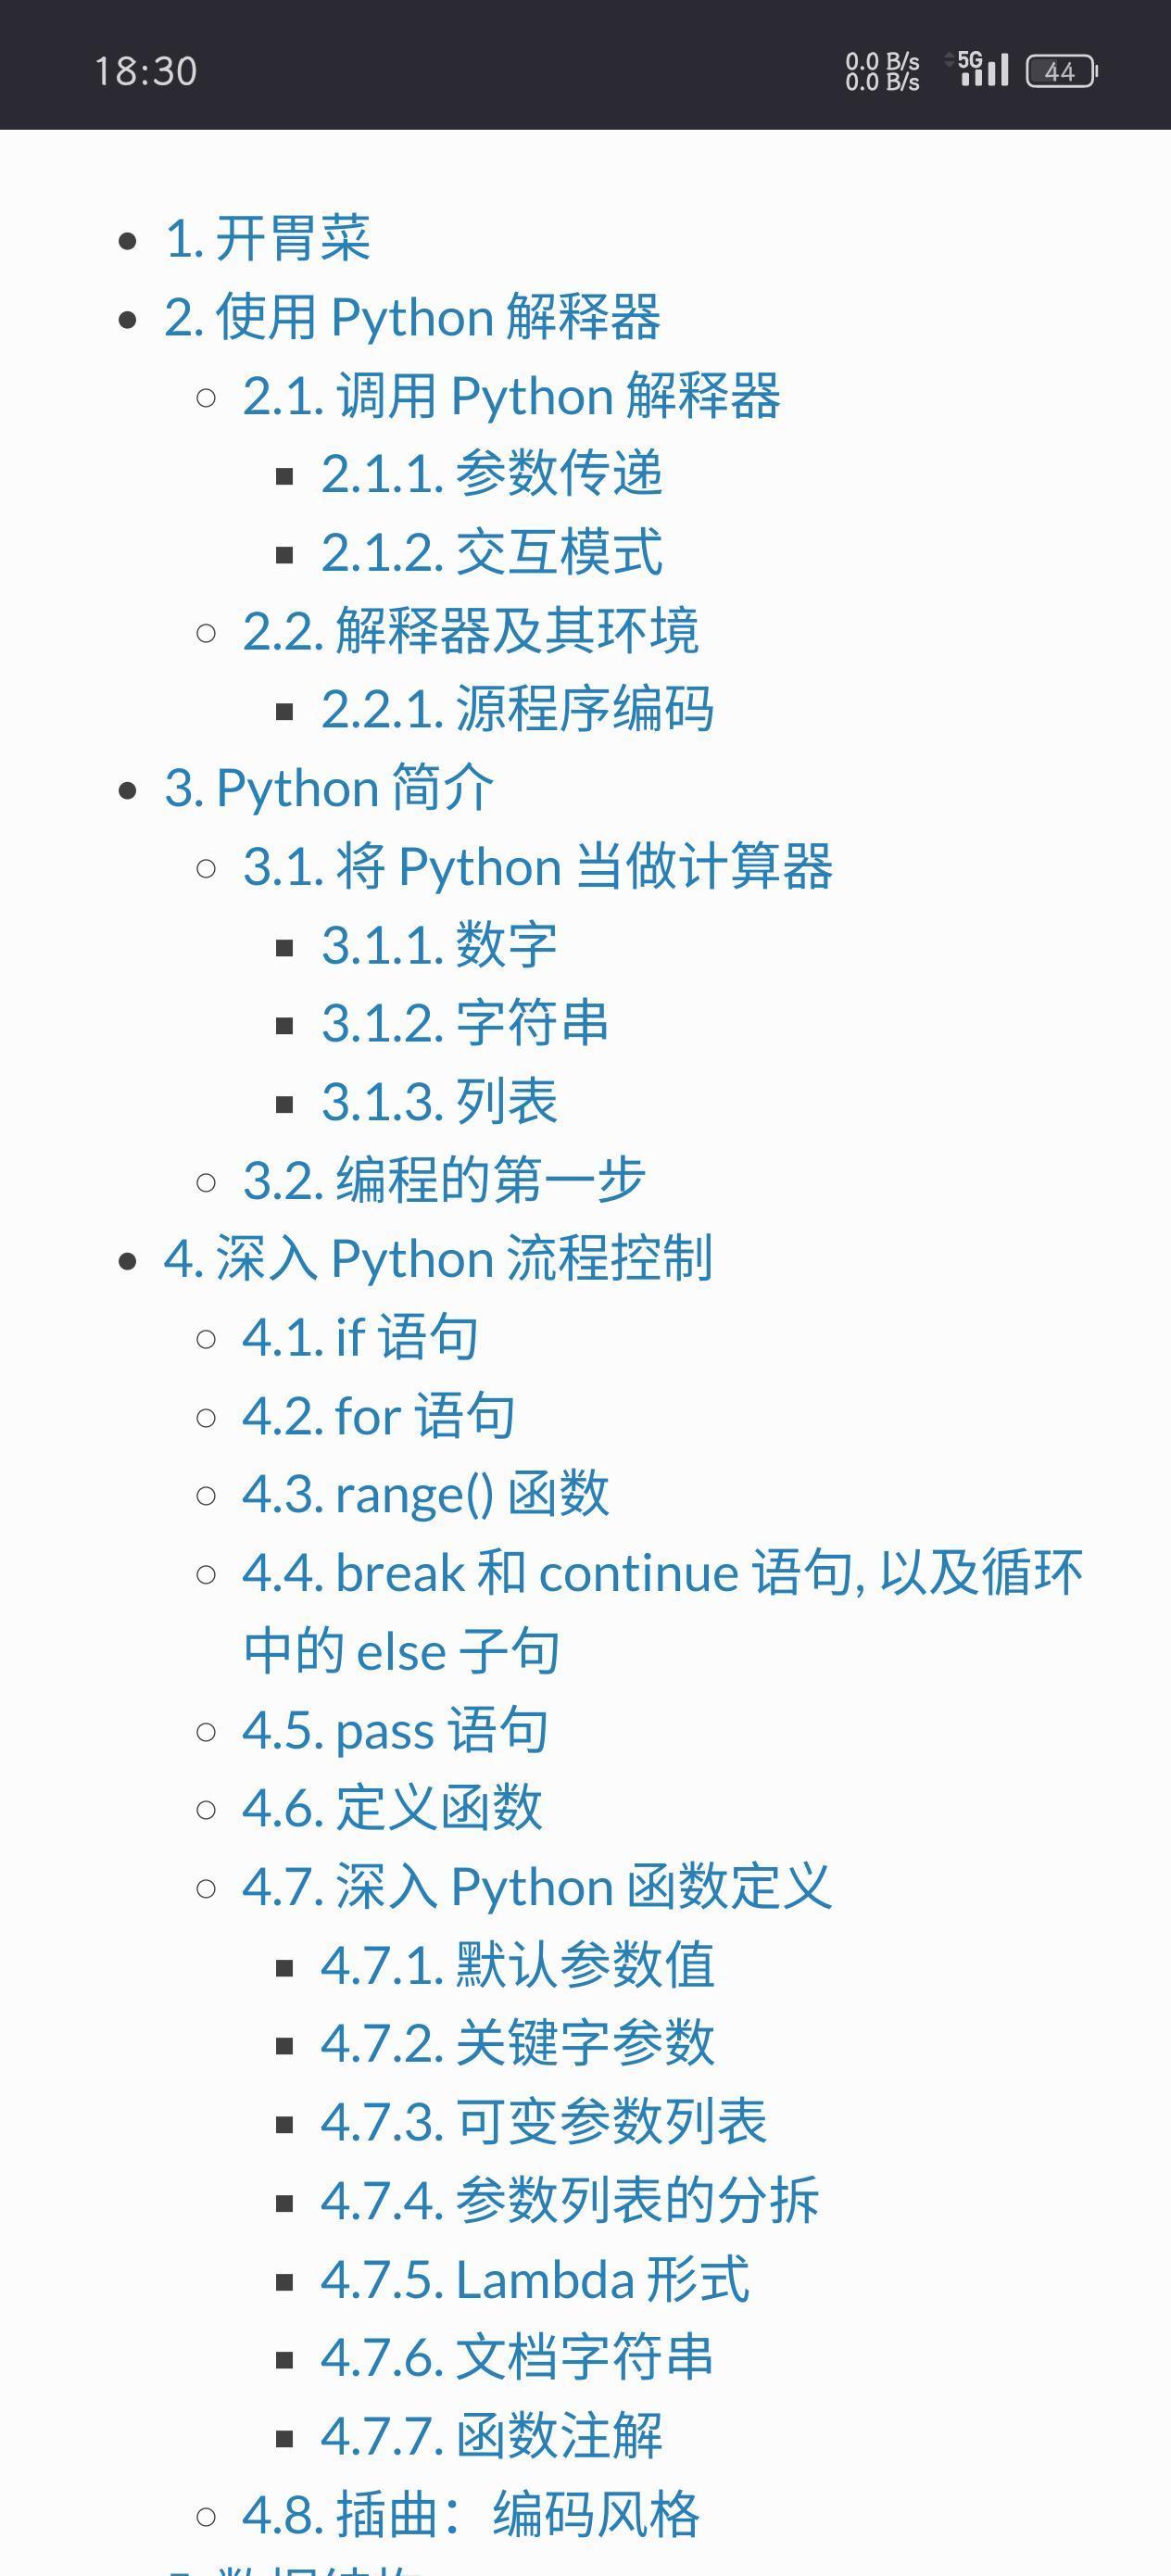 18:30
0.0 B/s
0.0 B/s
5G
44
1. 开胃菜
2. 使用 Python 解释器
2.1. 调用 Python 解释器
2.1.1. 参数传递
2.1.2. 交互模式
2.2. 解释器及其环境
2.2.1. 源程序编码
3. Python 简介
3.1. 将 Python 当做计算器
3.1.1. 数字
3.1.2. 字符串
3.1.3. 列表
3.2. 编程的第一步
4. 深入 Python 流程控制
4.1. if 语句
4.2. for 语句
4.3. range() 函数
4.4. break 和 continue 语句, 以及循环
中的 else 子句
4.5. pass 语句
4.6. 定义函数
4.7. 深入 Python 函数定义
4.7.1. 默认参数值
4.7.2. 关键字参数
4.7.3. 可变参数列表
4.7.4. 参数列表的分拆
4.7.5. Lambda 形式
4.7.6. 文档字符串
4.7.7. 函数注解
4.8. 插曲：编码风格